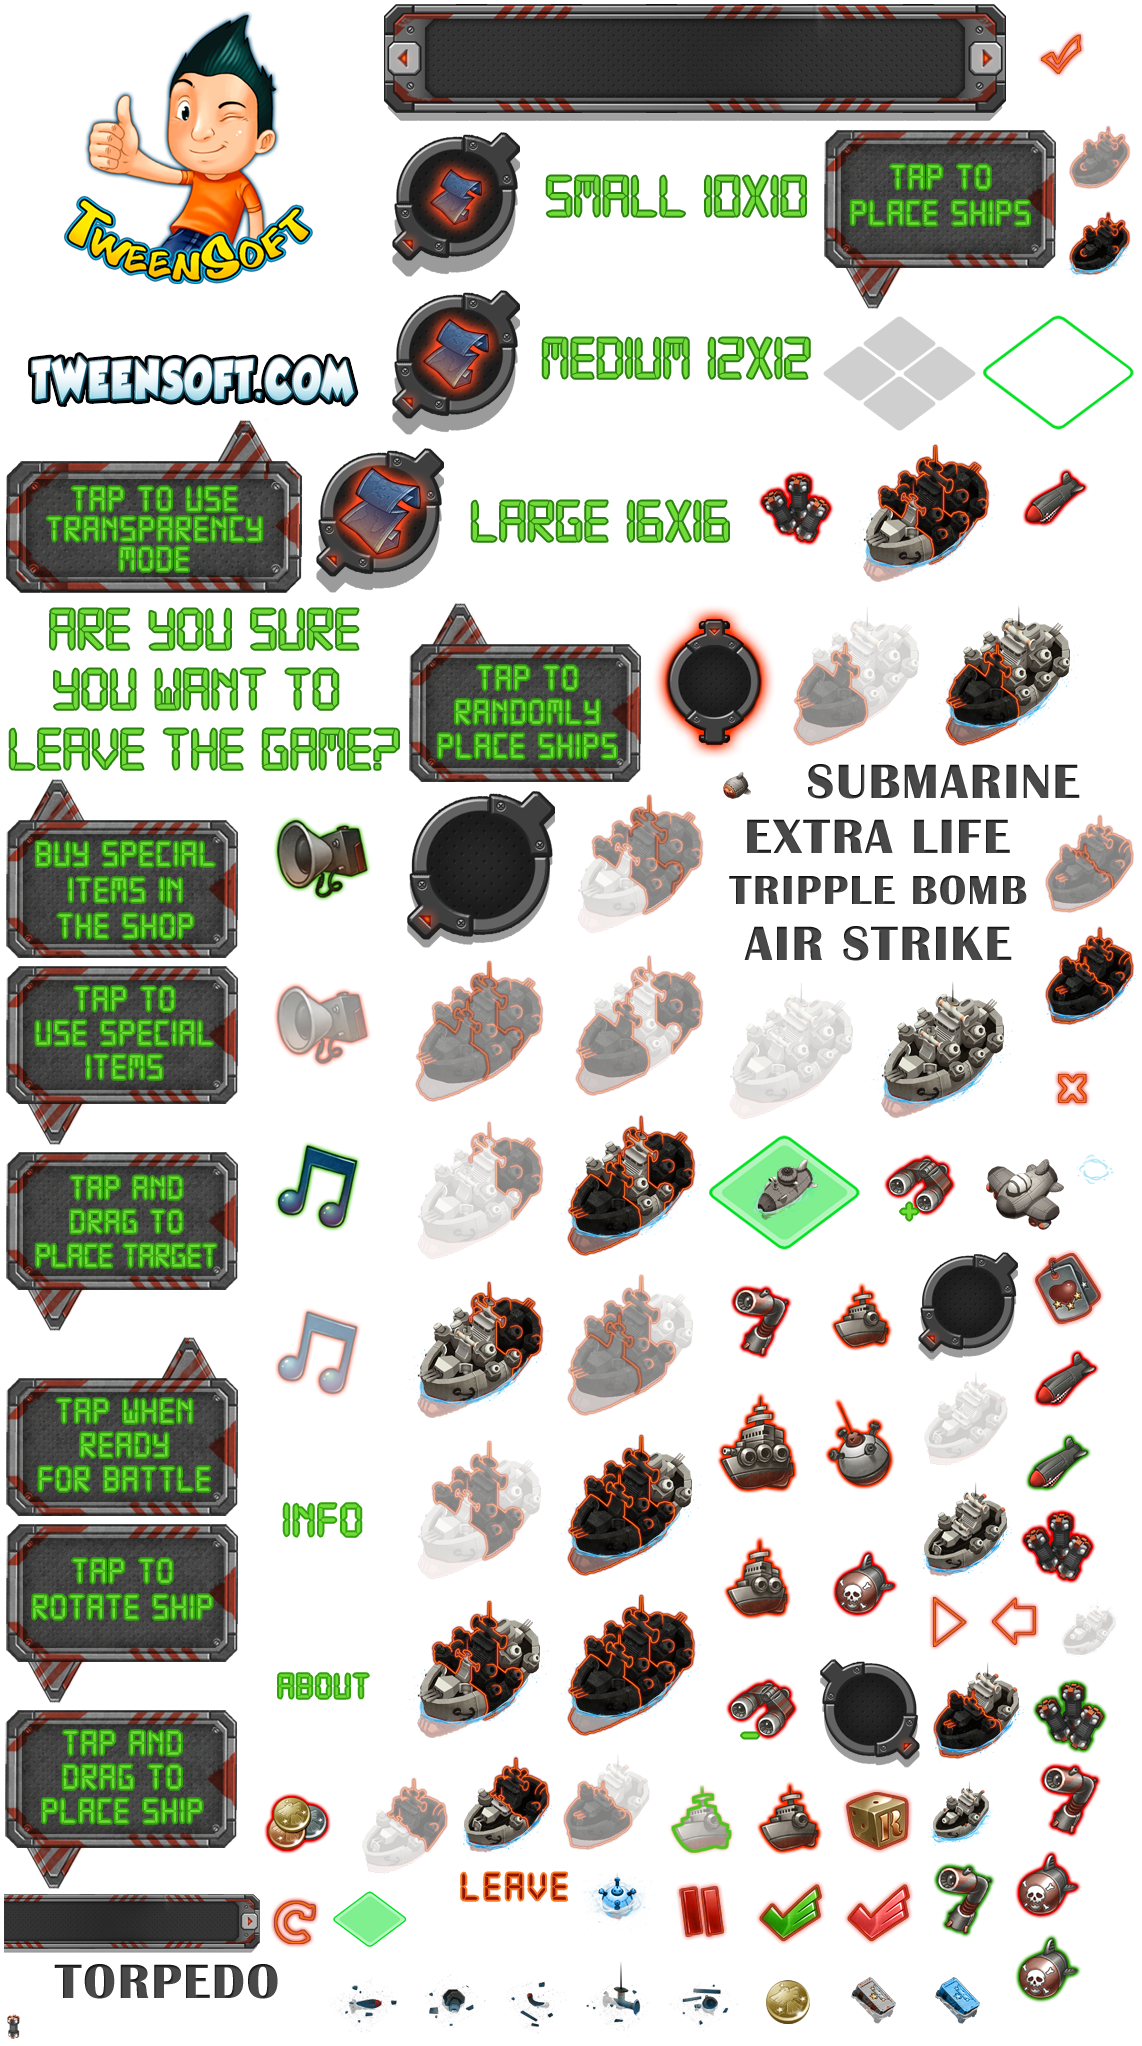 TWEENSOFT
SMALL 10X10
TAP TO
PLACE SHIPS
TWEENSOFT.COM
MEDIUM 12X12
TAP TO USE
TRANSPARENCY
MODE
LARGE 16X16
ARE YOU SURE
YOU WANT TO
LEAVE THE GAME?
TAP TO
RANDOMLY
PLACE SHIPS
SUBMARINE
EXTRA LIFE
TRIPPLE BOMB
AIR STRIKE
BUY SPECIAL
ITEMS IN
THE SHOP
TAP TO
USE SPECIAL
ITEMS
TAP AND
DRAG TO
PLACE TARGET
TAP WHEN
READY
FOR BATTLE
INFO
TAP TO
ROTATE SHIP
ABOUT
TAP AND
DRAG TO
PLACE SHIP
R
LEAVE
TORPEDO